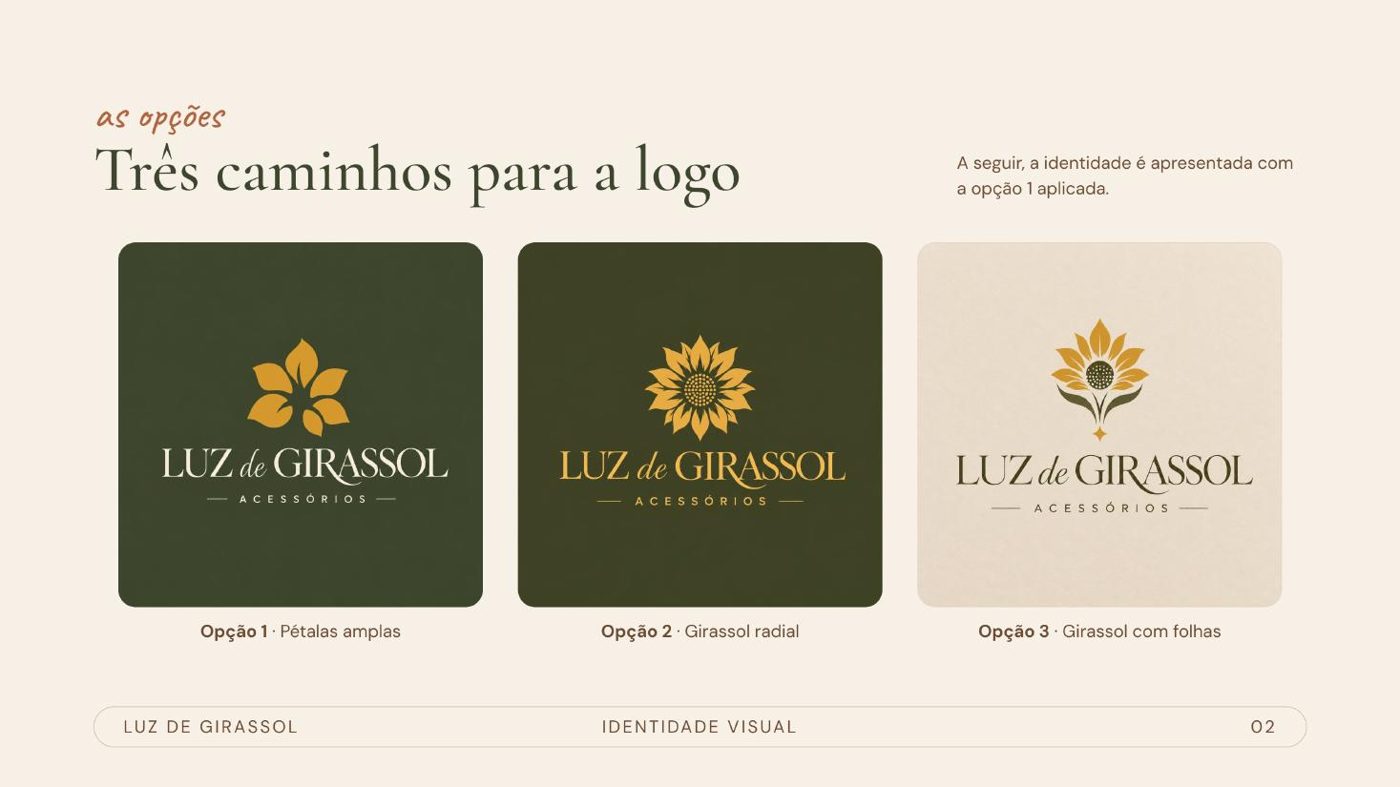 as opções
Três caminhos para a logo
A seguir, a identidade é apresentada com
a opção 1 aplicada.
LUZ de GIRASSOL
ACESSÓRIOS
LUZ de GIRASSOL
ACESSÓRIOS
LUZ de GIRASSOL
ACESSÓRIOS
Opção 1 · Pétalas amplas
Opção 2 · Girassol radial
Opção 3 · Girassol com folhas
LUZ DE GIRASSOL
IDENTIDADE VISUAL
02